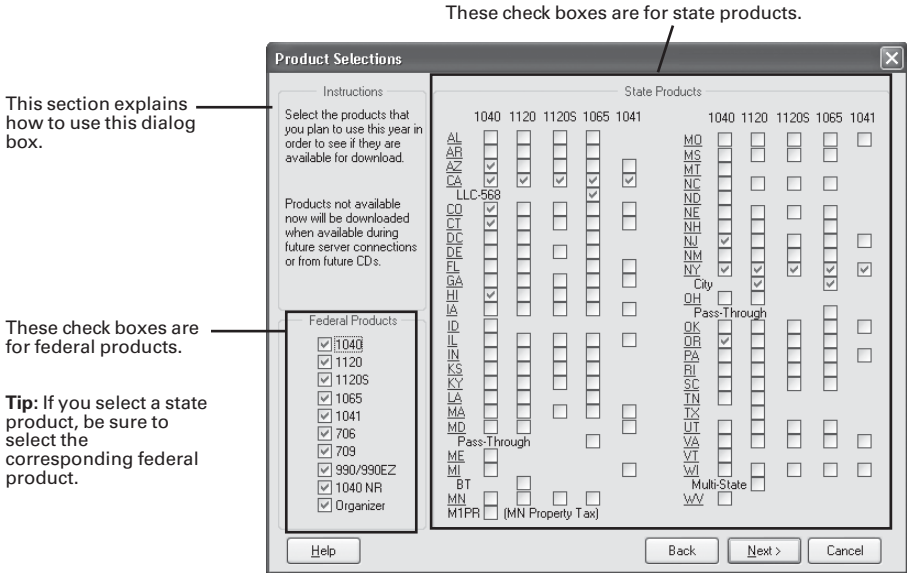 These check boxes are for state products.
Product Selections
This section explains
how to use this dialog
box.
Instructions
Select the products that
you plan to use this year in
order to see if they are
available for download.
Products not available
now will be downloaded
when available during
future server connections
or from future CDs.
These check boxes are
for federal products.
Tip: If you select a state
product, be sure to
select the
corresponding federal
product.
Federal Products
1040
1120
1120S
1065
1041
706
709
990/990EZ
1040 NR
Organizer
State Products
1040 1120 1120S 1065 1041
AL
AR
AZ
CA
LLC-568
CO
CT
DC
DE
FL
GA
HI
IA
ID
IL
IN
KS
KY
LA
MA
MD
Pass-Through
ME
MI
BT
MN
M1PR (MN Property Tax)
1040 1120 1120S 1065 1041
MO
MS
MT
NC
ND
NE
NH
NJ
NM
NY
City
OH
Pass-Through
OK
OR
PA
RI
SC
TN
TX
UT
VA
VT
WI
Multi-State
WV
Help
Back
Next >
Cancel